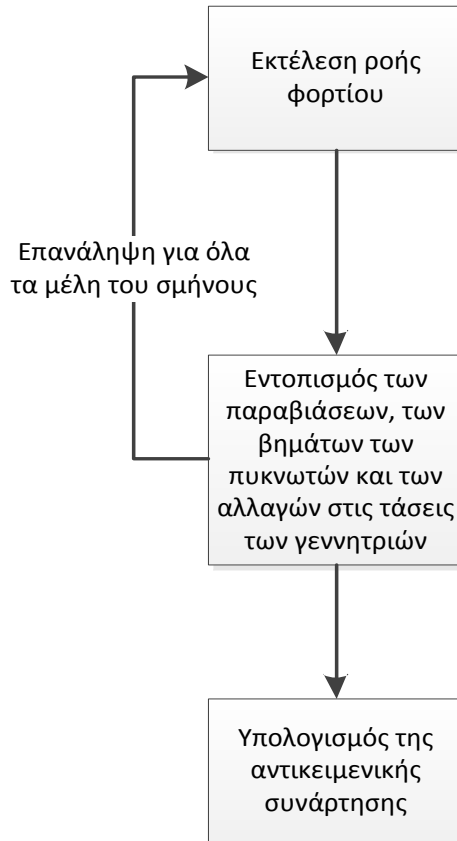 Εκτέλεση ροής
φορτίου
Επανάληψη για όλα
τα μέλη του σμήνους
Εντοπισμός των
παραβιάσεων, των
βημάτων των
πυκνωτών και των
αλλαγών στις τάσεις
των γεννητριών
Υπολογισμός της
αντικειμενικής
συνάρτησης